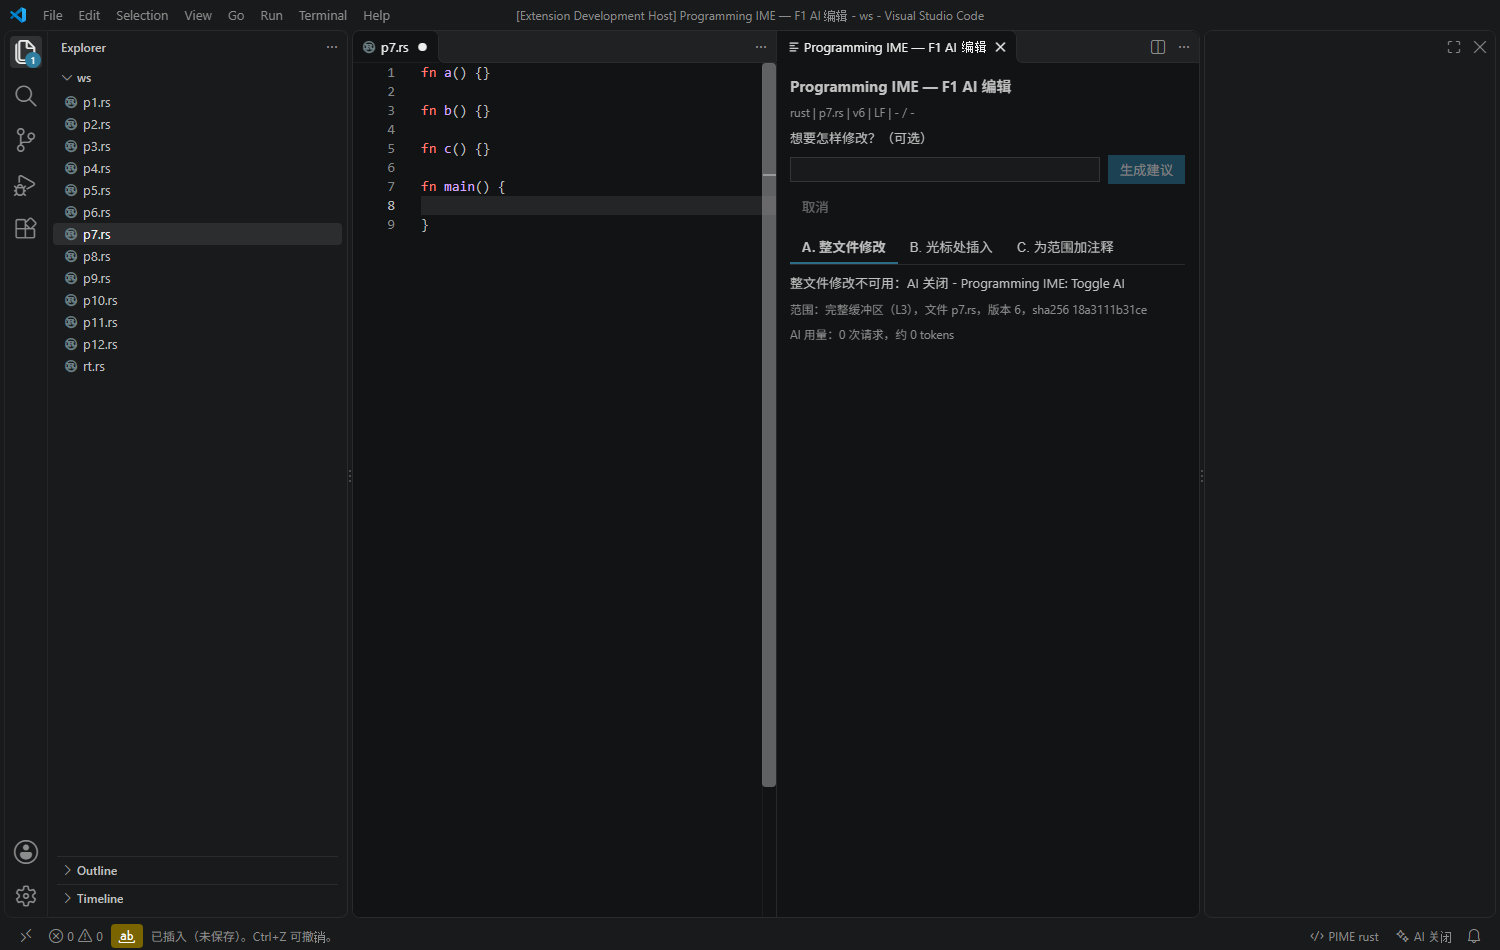 File Edit Selection View Go Run Terminal Help
[Extension Development Host] Programming IME — F1 AI 编辑 - ws - Visual Studio Code
1
Explorer
ws
p1.rs
p2.rs
p3.rs
p4.rs
p5.rs
p6.rs
p7.rs
p8.rs
p9.rs
p10.rs
p11.rs
p12.rs
rt.rs
Outline
Timeline
p7.rs
1 fn a() {}
2
3 fn b() {}
4
5 fn c() {}
6
7 fn main() {
8
9 }
Programming IME — F1 AI 编辑
Programming IME — F1 AI 编辑
rust | p7.rs | v6 | LF | - / -
想要怎样修改？（可选）
生成建议
取消
A. 整文件修改 B. 光标处插入 C. 为范围加注释
整文件修改不可用：AI 关闭 - Programming IME: Toggle AI
范围：完整缓冲区（L3），文件 p7.rs，版本 6，sha256 18a3111b31ce
AI 用量：0 次请求，约 0 tokens
0 0 ab 已插入（未保存）。Ctrl+Z 可撤销。
PIME rust AI 关闭